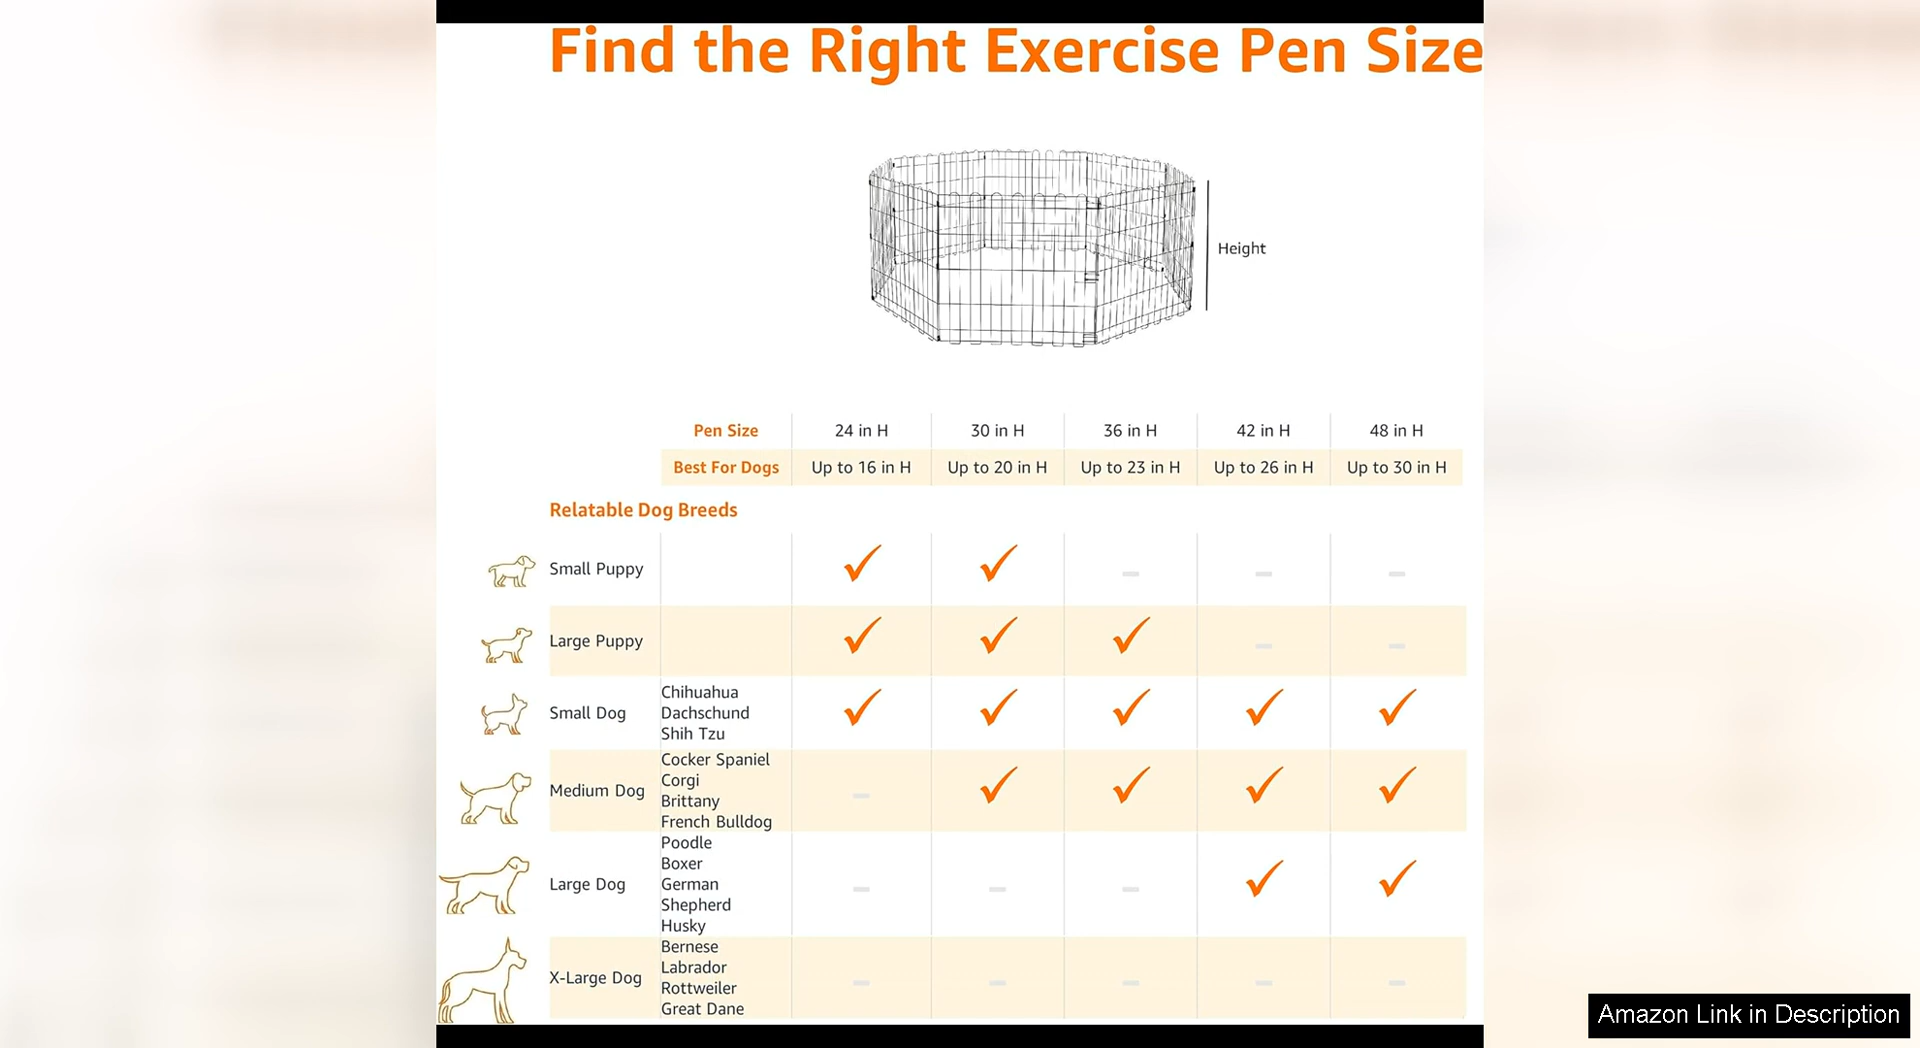 Find the Right Exercise Pen Size
Height
Pen Size 24 in H 30 in H 36 in H 42 in H 48 in H
Best For Dogs Up to 16 in H Up to 20 in H Up to 23 in H Up to 26 in H Up to 30 in H
Relatable Dog Breeds
Small Puppy
Large Puppy
Small Dog
Chihuahua
Dachschund
Shih Tzu
Medium Dog
Cocker Spaniel
Corgi
Brittany
French Bulldog
Large Dog
Poodle
Boxer
German
Shepherd
Husky
X-Large Dog
Bernese
Labrador
Rottweiler
Great Dane
Amazon Link in Description